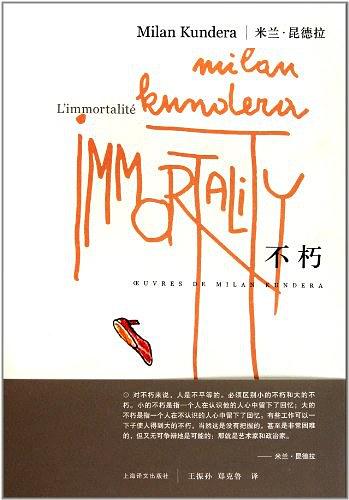 Milan Kundera | 米兰·昆德拉
milan
L'immortalité
kundera
IMMORTALITY
不朽
ŒUVRES DE MILAN KUNDERA
⊙ 对不朽来说,人是不平等的。必须区别小的不朽和大的不
朽。小的不朽是指一个人在认识他的人心中留下了回忆;大的
不朽是指一个人在不认识的人心中留下了回忆。有些工作可以一
下子使人得到大的不朽,当然这是没有把握的,甚至是非常困难
的,但又无可争辩地是可能的:那就是艺术家和政治家。
—— 米兰·昆德拉
上海译文出版社
王振孙 郑克鲁 译